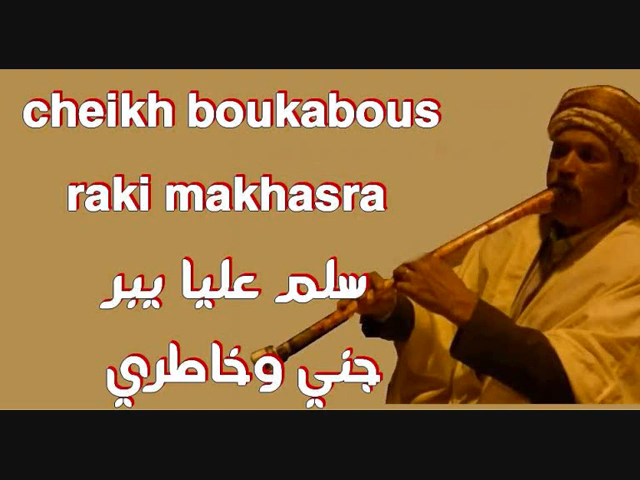 cheikh boukabous
raki makhasra
سلم عليا يبر
جني وخاطري